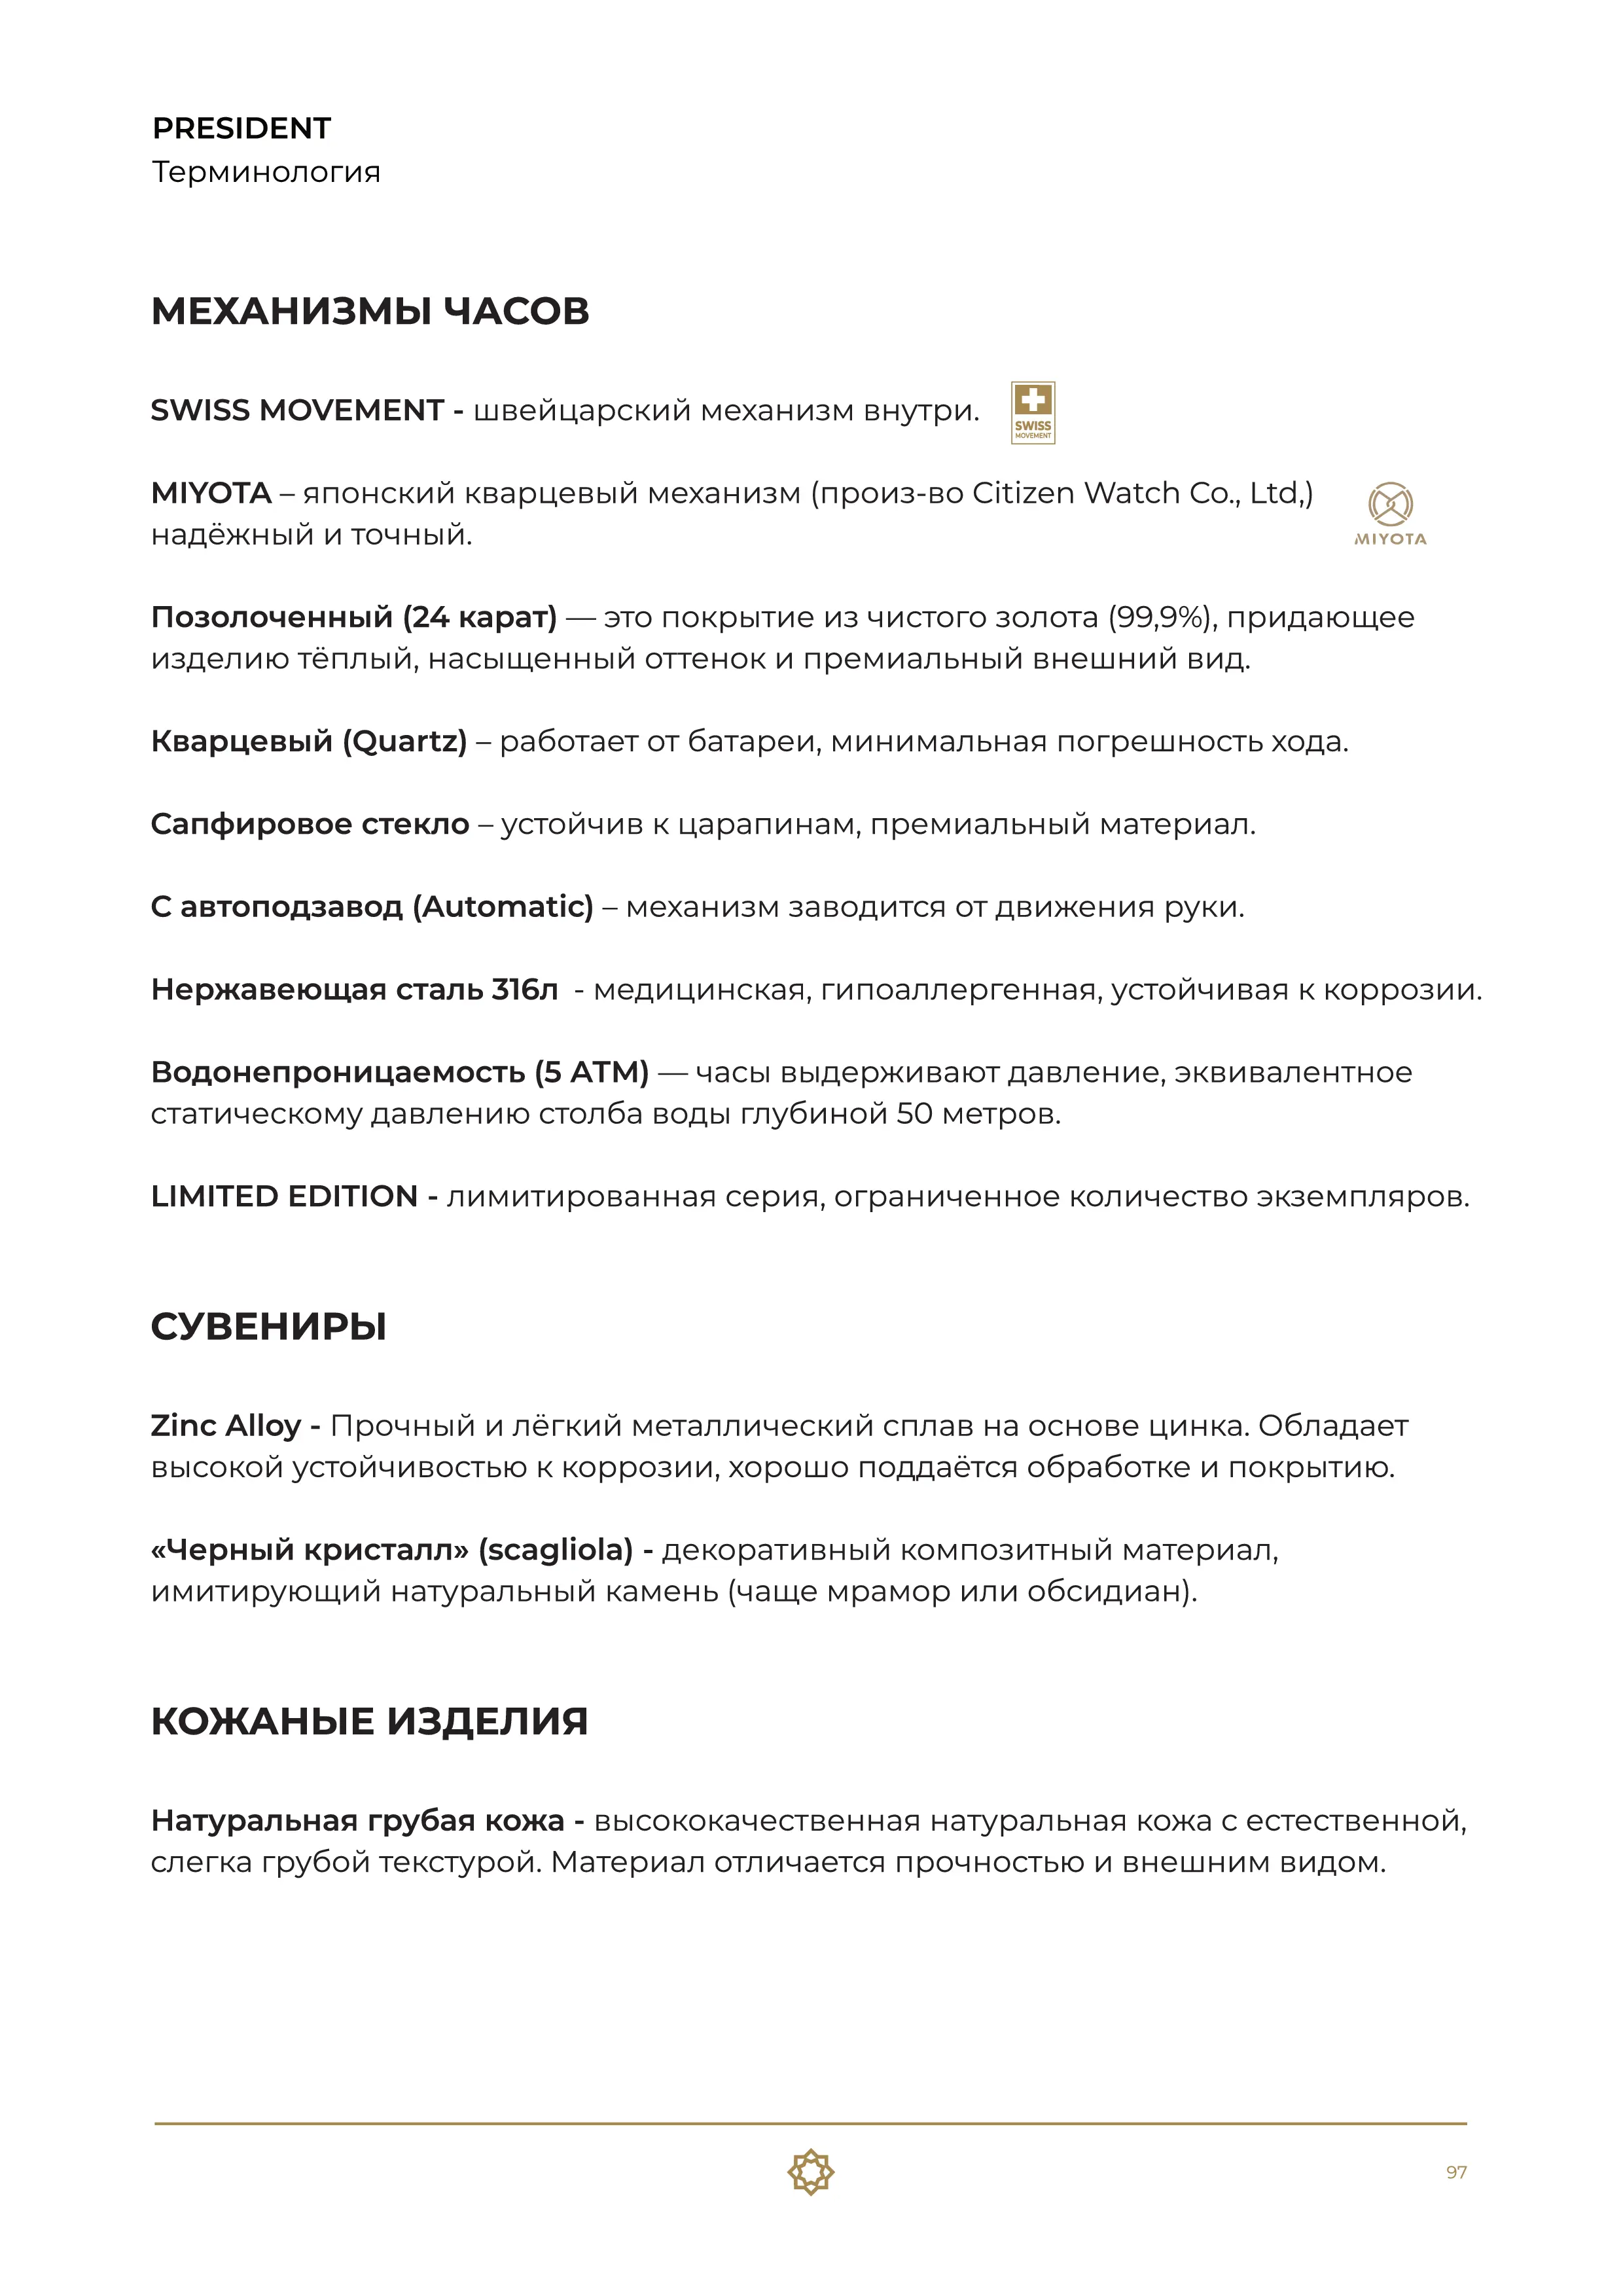 PRESIDENT
Терминология
МЕХАНИЗМЫ ЧАСОВ
SWISS MOVEMENT - швейцарский механизм внутри.
SWISS
MOVEMENT
MIYOTA – японский кварцевый механизм (произ-во Citizen Watch Co., Ltd,)
надёжный и точный.
MIYOTA
Позолоченный (24 карат) — это покрытие из чистого золота (99,9%), придающее
изделию тёплый, насыщенный оттенок и премиальный внешний вид.
Кварцевый (Quartz) – работает от батареи, минимальная погрешность хода.
Сапфировое стекло – устойчив к царапинам, премиальный материал.
С автоподзавод (Automatic) – механизм заводится от движения руки.
Нержавеющая сталь 316л - медицинская, гипоаллергенная, устойчивая к коррозии.
Водонепроницаемость (5 ATM) — часы выдерживают давление, эквивалентное
статическому давлению столба воды глубиной 50 метров.
LIMITED EDITION - лимитированная серия, ограниченное количество экземпляров.
СУВЕНИРЫ
Zinc Alloy - Прочный и лёгкий металлический сплав на основе цинка. Обладает
высокой устойчивостью к коррозии, хорошо поддаётся обработке и покрытию.
«Черный кристалл» (scagliola) - декоративный композитный материал,
имитирующий натуральный камень (чаще мрамор или обсидиан).
КОЖАНЫЕ ИЗДЕЛИЯ
Натуральная грубая кожа - высококачественная натуральная кожа с естественной,
слегка грубой текстурой. Материал отличается прочностью и внешним видом.
97